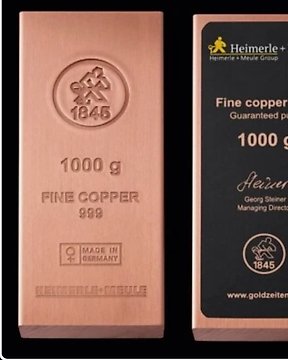 1845
1000 g
FINE COPPER
999
MADE IN
GERMANY
HEIMERLE+MEULE
Heimerle +
Heimerle + Meule Group
Fine copper
Guaranteed
1000 g
Georg Steiner
Managing
1845